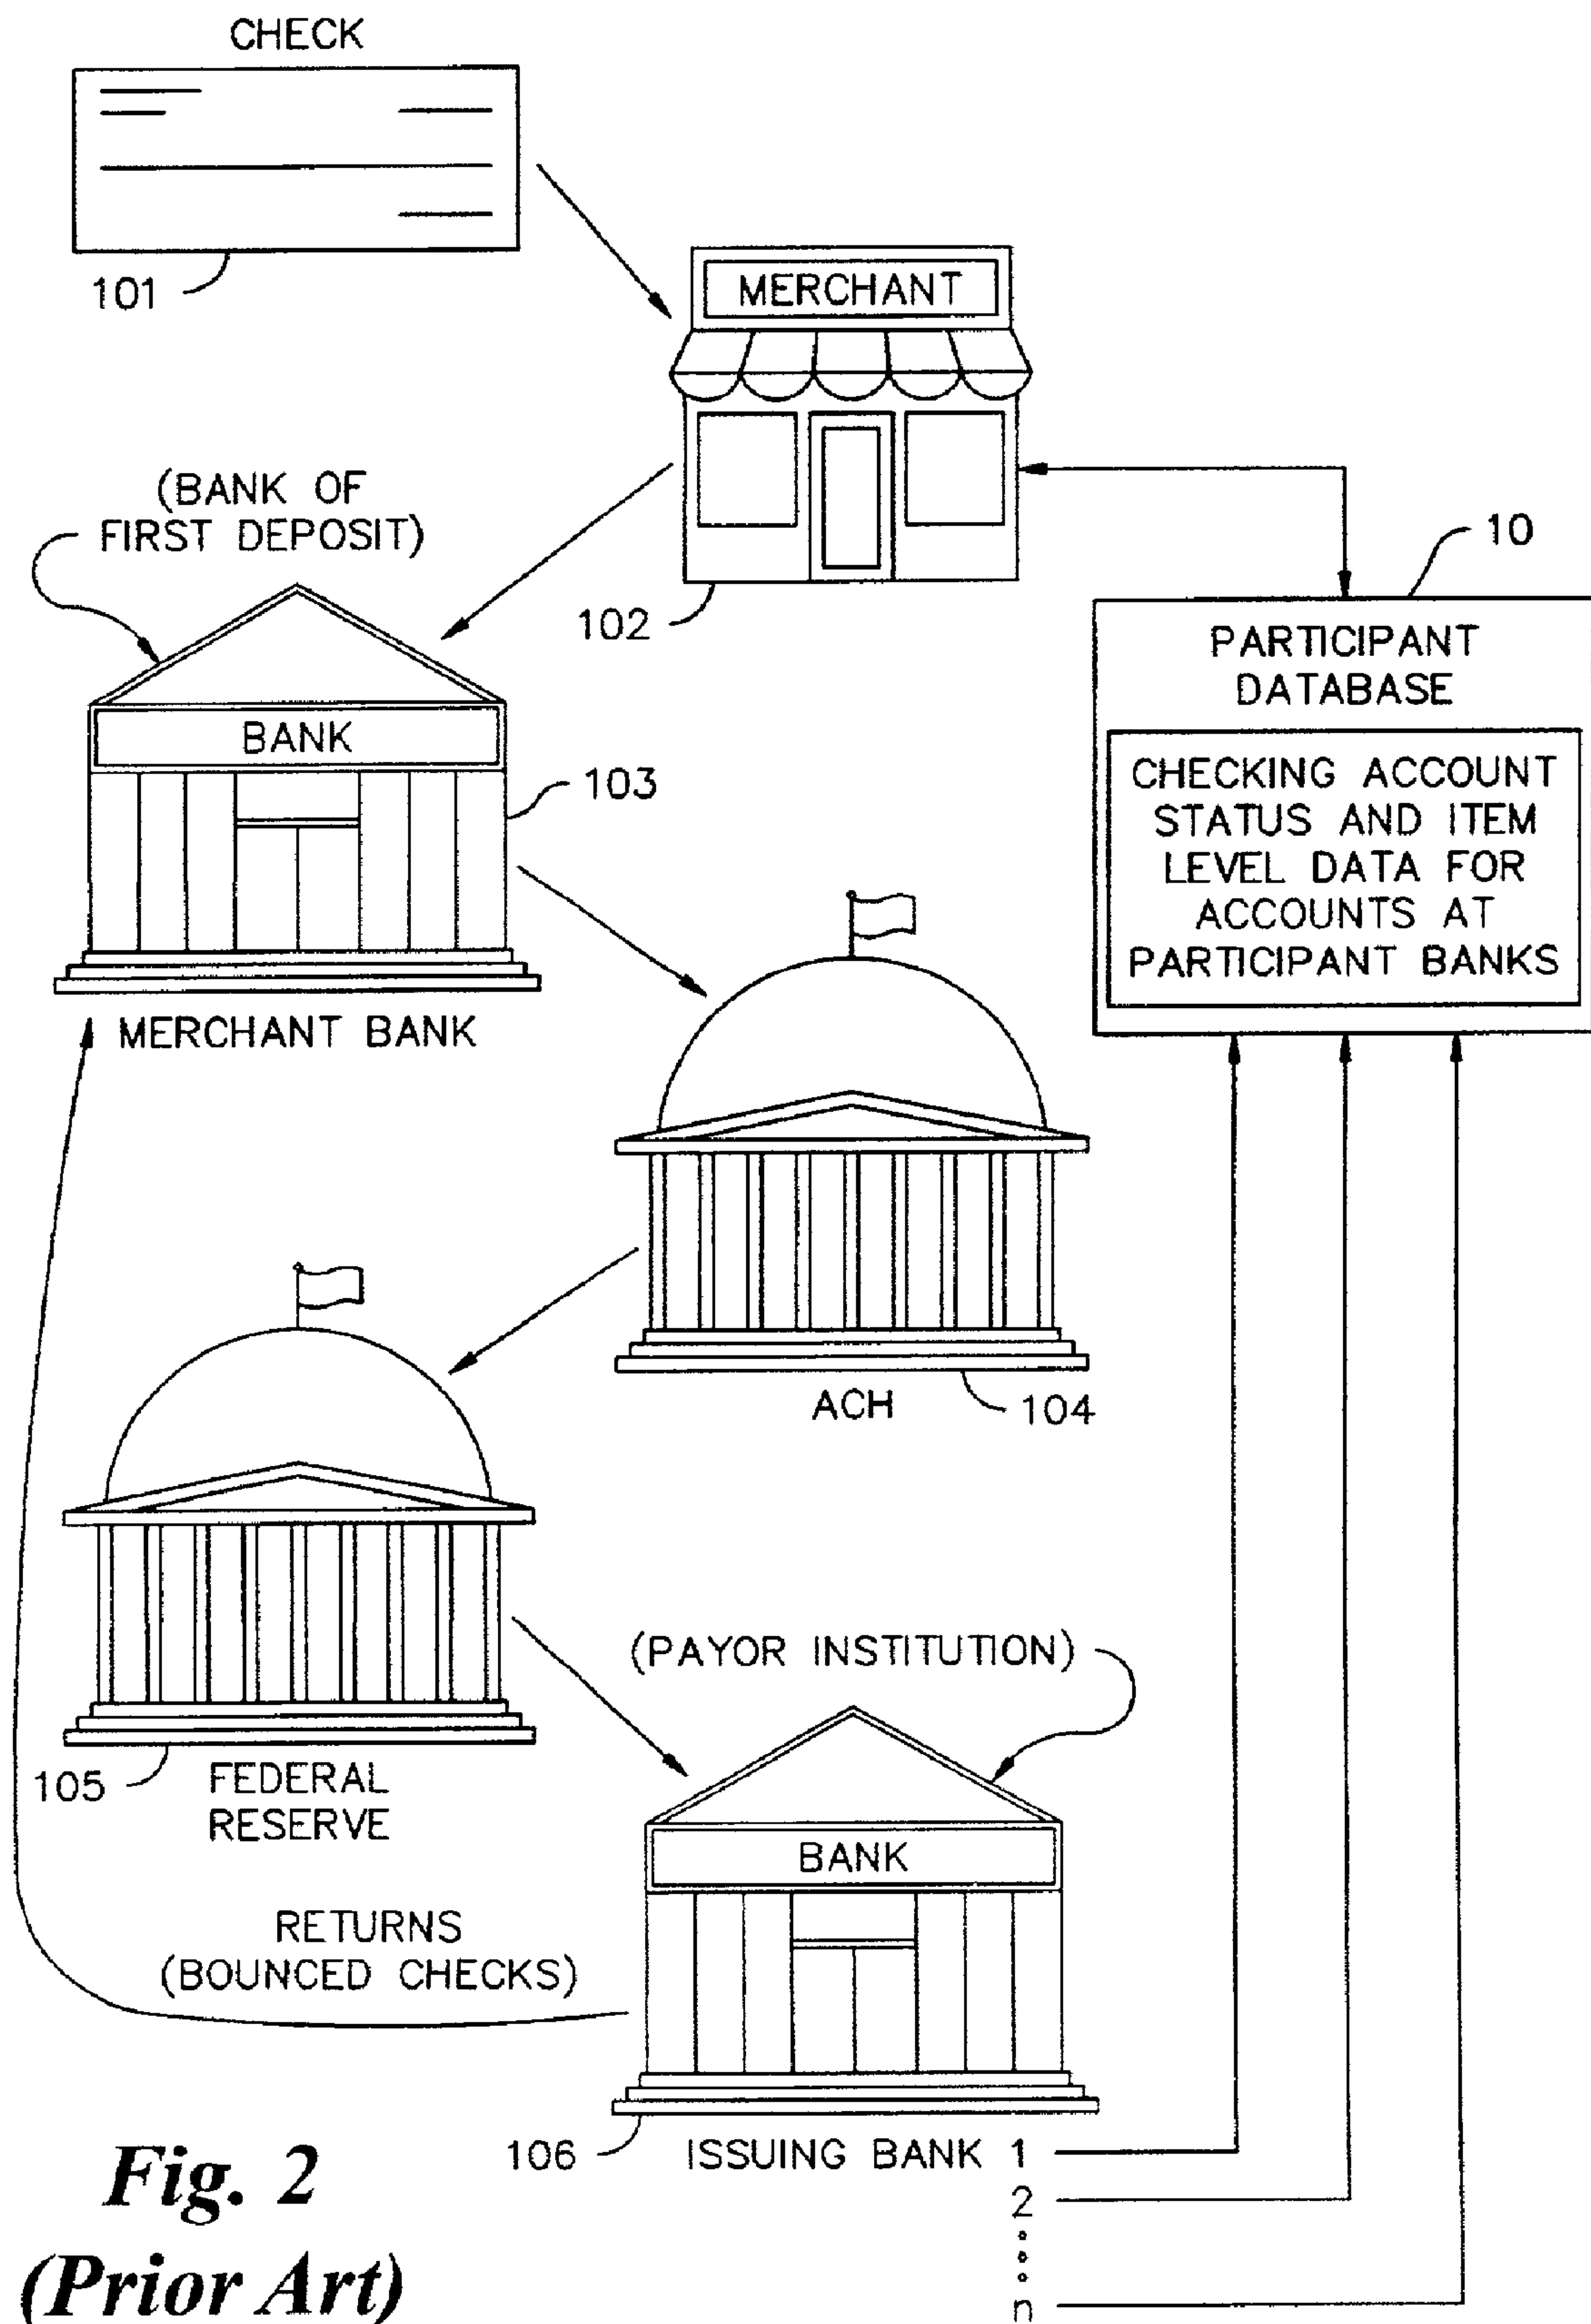 CHECK
101
MERCHANT
102
(BANK OF
FIRST DEPOSIT)
10
PARTICIPANT
DATABASE
CHECKING ACCOUNT
STATUS AND ITEM
LEVEL DATA FOR
ACCOUNTS AT
PARTICIPANT BANKS
BANK
103
MERCHANT BANK
ACH
104
105
FEDERAL
RESERVE
(PAYOR INSTITUTION)
BANK
RETURNS
(BOUNCED CHECKS)
106
ISSUING BANK 1
2
n
Fig. 2
(Prior Art)